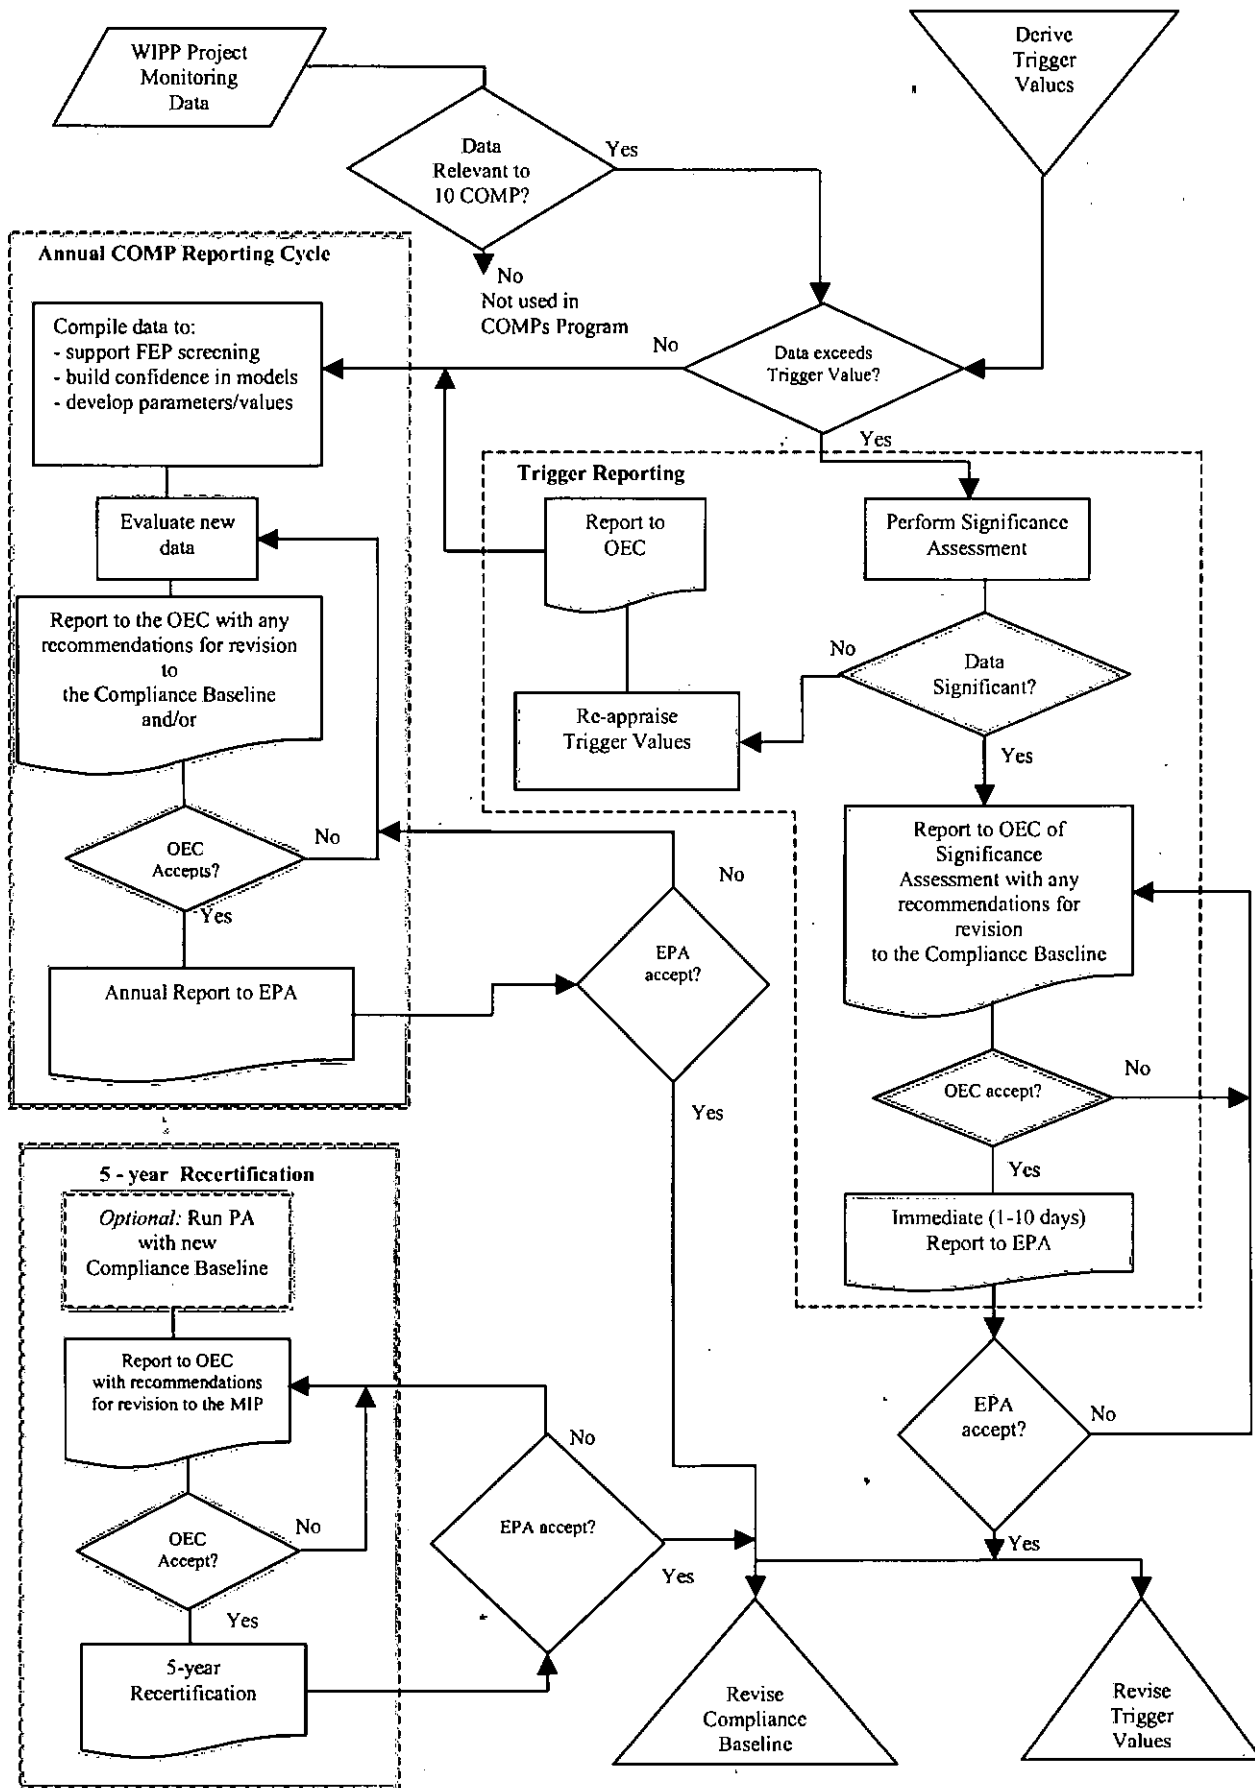 WIPP Project
Monitoring
Data
Derive
Trigger
Values
Data
Relevant to
10 COMP?
Yes
No
Not used in
COMPs Program
Annual COMP Reporting Cycle
Compile data to:
- support FEP screening
- build confidence in models
- develop parameters/values
No
Data exceeds
Trigger Value?
Yes
Trigger Reporting
Evaluate new
data
Report to
OEC
Perform Significance
Assessment
Report to the OEC with any
recommendations for revision
to
the Compliance Baseline
and/or
No
Data
Significant?
Re-appraise
Trigger Values
Yes
OEC
Accepts?
No
Yes
No
Report to OEC of
Significance
Assessment with any
recommendations for
revision
to the Compliance Baseline
EPA
accept?
Annual Report to EPA
Yes
OEC accept?
No
Yes
5 - year Recertification
Optional: Run PA
with new
Compliance Baseline
Immediate (1-10 days)
Report to EPA
Report to OEC
with recommendations
for revision to the MIP
EPA
accept?
No
No
OEC
Accept?
No
EPA accept?
Yes
Yes
Yes
5-year
Recertification
Revise
Compliance
Baseline
Revise
Trigger
Values